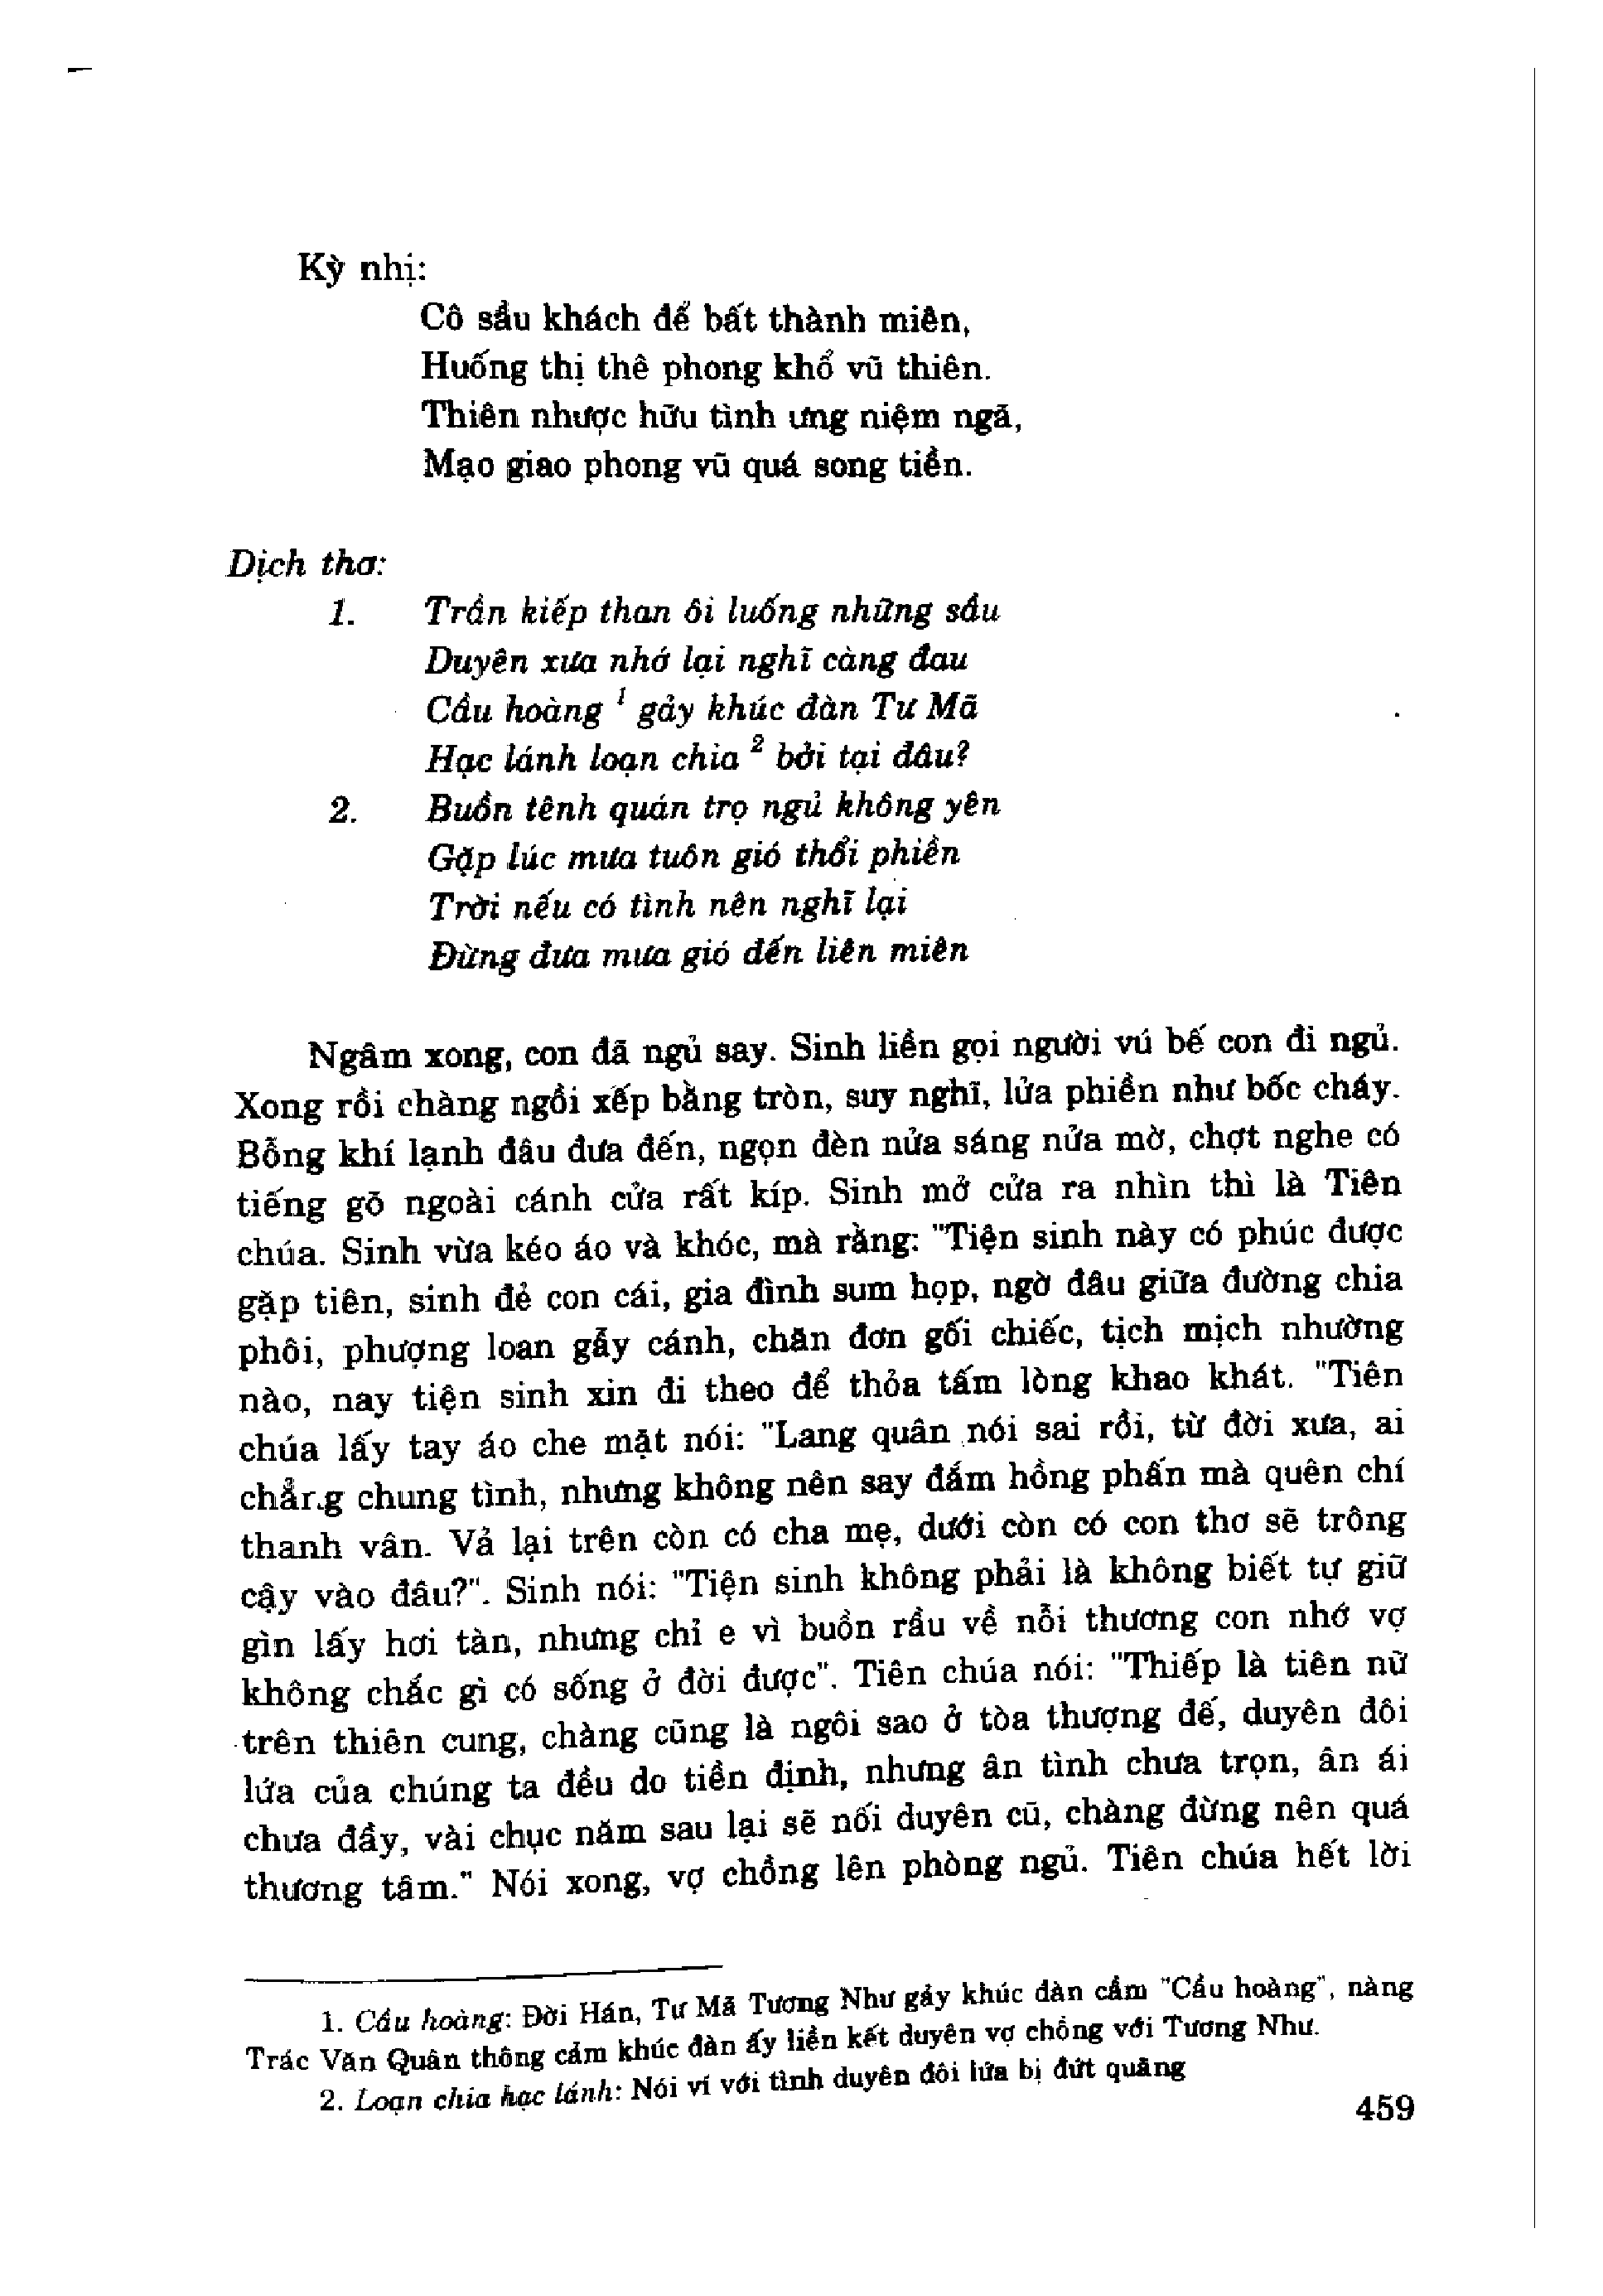 Kỳ nhị:
Cô sầu khách để bất thành miên,
Huống thị thê phong khổ vũ thiên.
Thiên nhược hữu tình ưng niệm ngã,
Mạo giao phong vũ quá song tiền.
Dịch thơ:
1. Trần kiếp than ôi luống những sầu
Duyên xưa nhớ lại nghĩ càng đau
Cầu hoàng 1 gảy khúc đàn Tư Mã
Hạc lánh loạn chia 2 bởi tại đâu?
2. Buồn tênh quán trọ ngủ không yên
Gặp lúc mưa tuôn gió thổi phiền
Trời nếu có tình nên nghĩ lại
Đừng đưa mưa gió đến liên miên
Ngâm xong, con đã ngủ say. Sinh liền gọi người vú bế con đi ngủ.
Xong rồi chàng ngồi xếp bằng tròn, suy nghĩ, lửa phiền như bốc cháy.
Bỗng khí lạnh đâu đưa đến, ngọn đèn nửa sáng nửa mờ, chợt nghe có
tiếng gõ ngoài cánh cửa rất kíp. Sinh mở cửa ra nhìn thì là Tiên
chúa. Sinh vừa kéo áo và khóc, mà rằng: "Tiện sinh này có phúc được
gặp tiên, sinh đẻ con cái, gia đình sum họp, ngờ đâu giữa đường chia
phôi, phượng loan gẫy cánh, chăn đơn gối chiếc, tịch mịch nhường
nào, nay tiện sinh xin đi theo để thỏa tấm lòng khao khát. "Tiên
chúa lấy tay áo che mặt nói: "Lang quân nói sai rồi, từ đời xưa, ai
chẳng chung tình, nhưng không nên say đắm hồng phấn mà quên chí
thanh vân. Vả lại trên còn có cha mẹ, dưới còn có con thơ sẽ trông
cậy vào đâu?". Sinh nói: "Tiện sinh không phải là không biết tự giữ
gìn lấy hơi tàn, nhưng chỉ e vì buồn rầu về nỗi thương con nhớ vợ
không chắc gì có sống ở đời được". Tiên chúa nói: "Thiếp là tiên nữ
trên thiên cung, chàng cũng là ngôi sao ở tòa thượng đế, duyên đôi
lứa của chúng ta đều do tiền định, nhưng ân tình chưa trọn, ân ái
chưa đầy, vài chục năm sau lại sẽ nối duyên cũ, chàng đừng nên quá
thương tâm." Nói xong, vợ chồng lên phòng ngủ. Tiên chúa hết lời
1. Cầu hoàng: Đời Hán, Tư Mã Tương Như gảy khúc đàn cầm "Cầu hoàng", nàng
Trác Văn Quân thông cảm khúc đàn ấy liền kết duyên vợ chồng với Tương Như.
2. Loạn chia hạc lánh: Nói ví với tình duyên đôi lứa bị đứt quãng
459